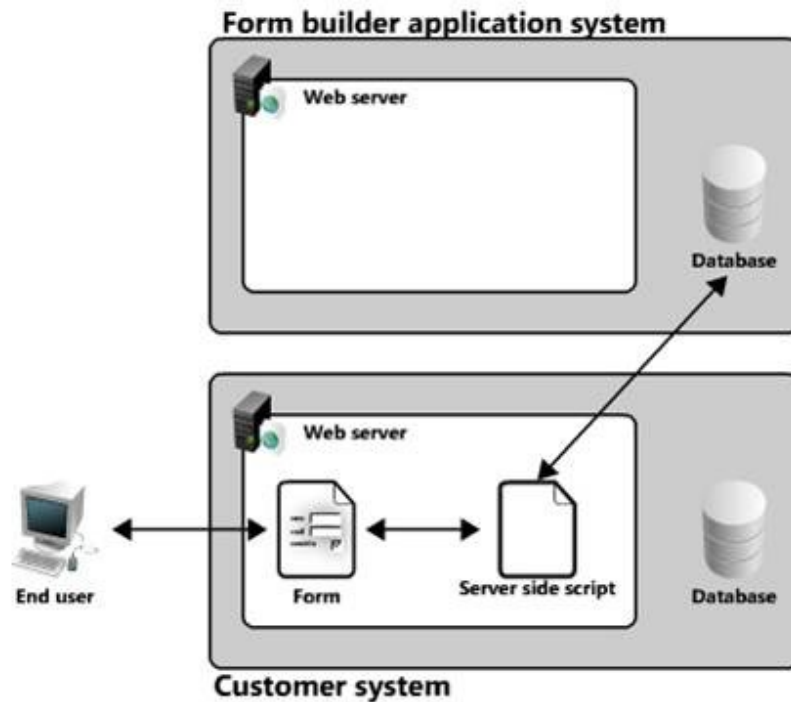 Form builder application system
Web server
Database
Web server
End user
Form
Server side script
Database
Customer system